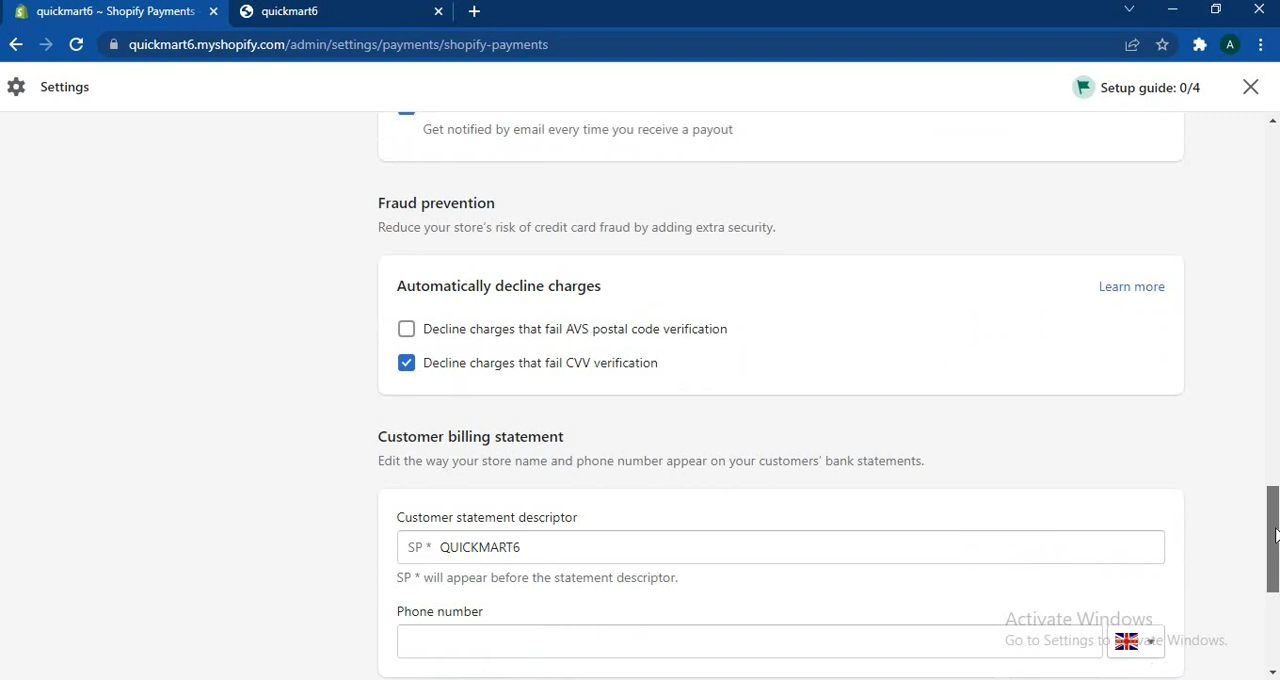 quickmart6 ~ Shopify Payments
quickmart6
quickmart6.myshopify.com/admin/settings/payments/shopify-payments
A
Settings
Setup guide: 0/4
Get notified by email every time you receive a payout
Fraud prevention
Reduce your store's risk of credit card fraud by adding extra security.
Automatically decline charges
Learn more
Decline charges that fail AVS postal code verification
Decline charges that fail CVV verification
Customer billing statement
Edit the way your store name and phone number appear on your customers' bank statements.
Customer statement descriptor
SP * QUICKMART6
SP * will appear before the statement descriptor.
Phone number
Activate Windows
Go to Settings to activate Windows.